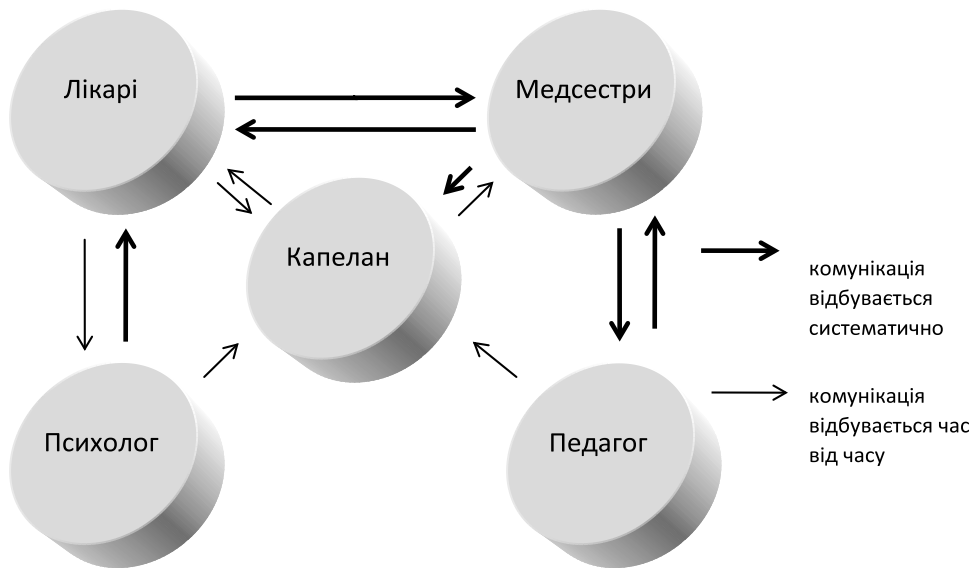 Лікарі
Медсестри
Капелан
комунікація
відбувається
систематично
Психолог
Педагог
комунікація
відбувається час
від часу